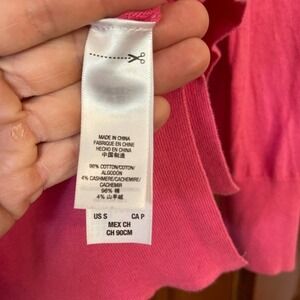 MADE IN CHINA
FABRIQUE EN CHINE
HECHO EN CHINA
中国制造
96% COTTON/COTON/
ALGODÓN
4% CASHMERE/CACHEMIRE/
CACHEMIR
96% 棉
4% 山羊绒
US S CA P
MEX CH
CH 90CM